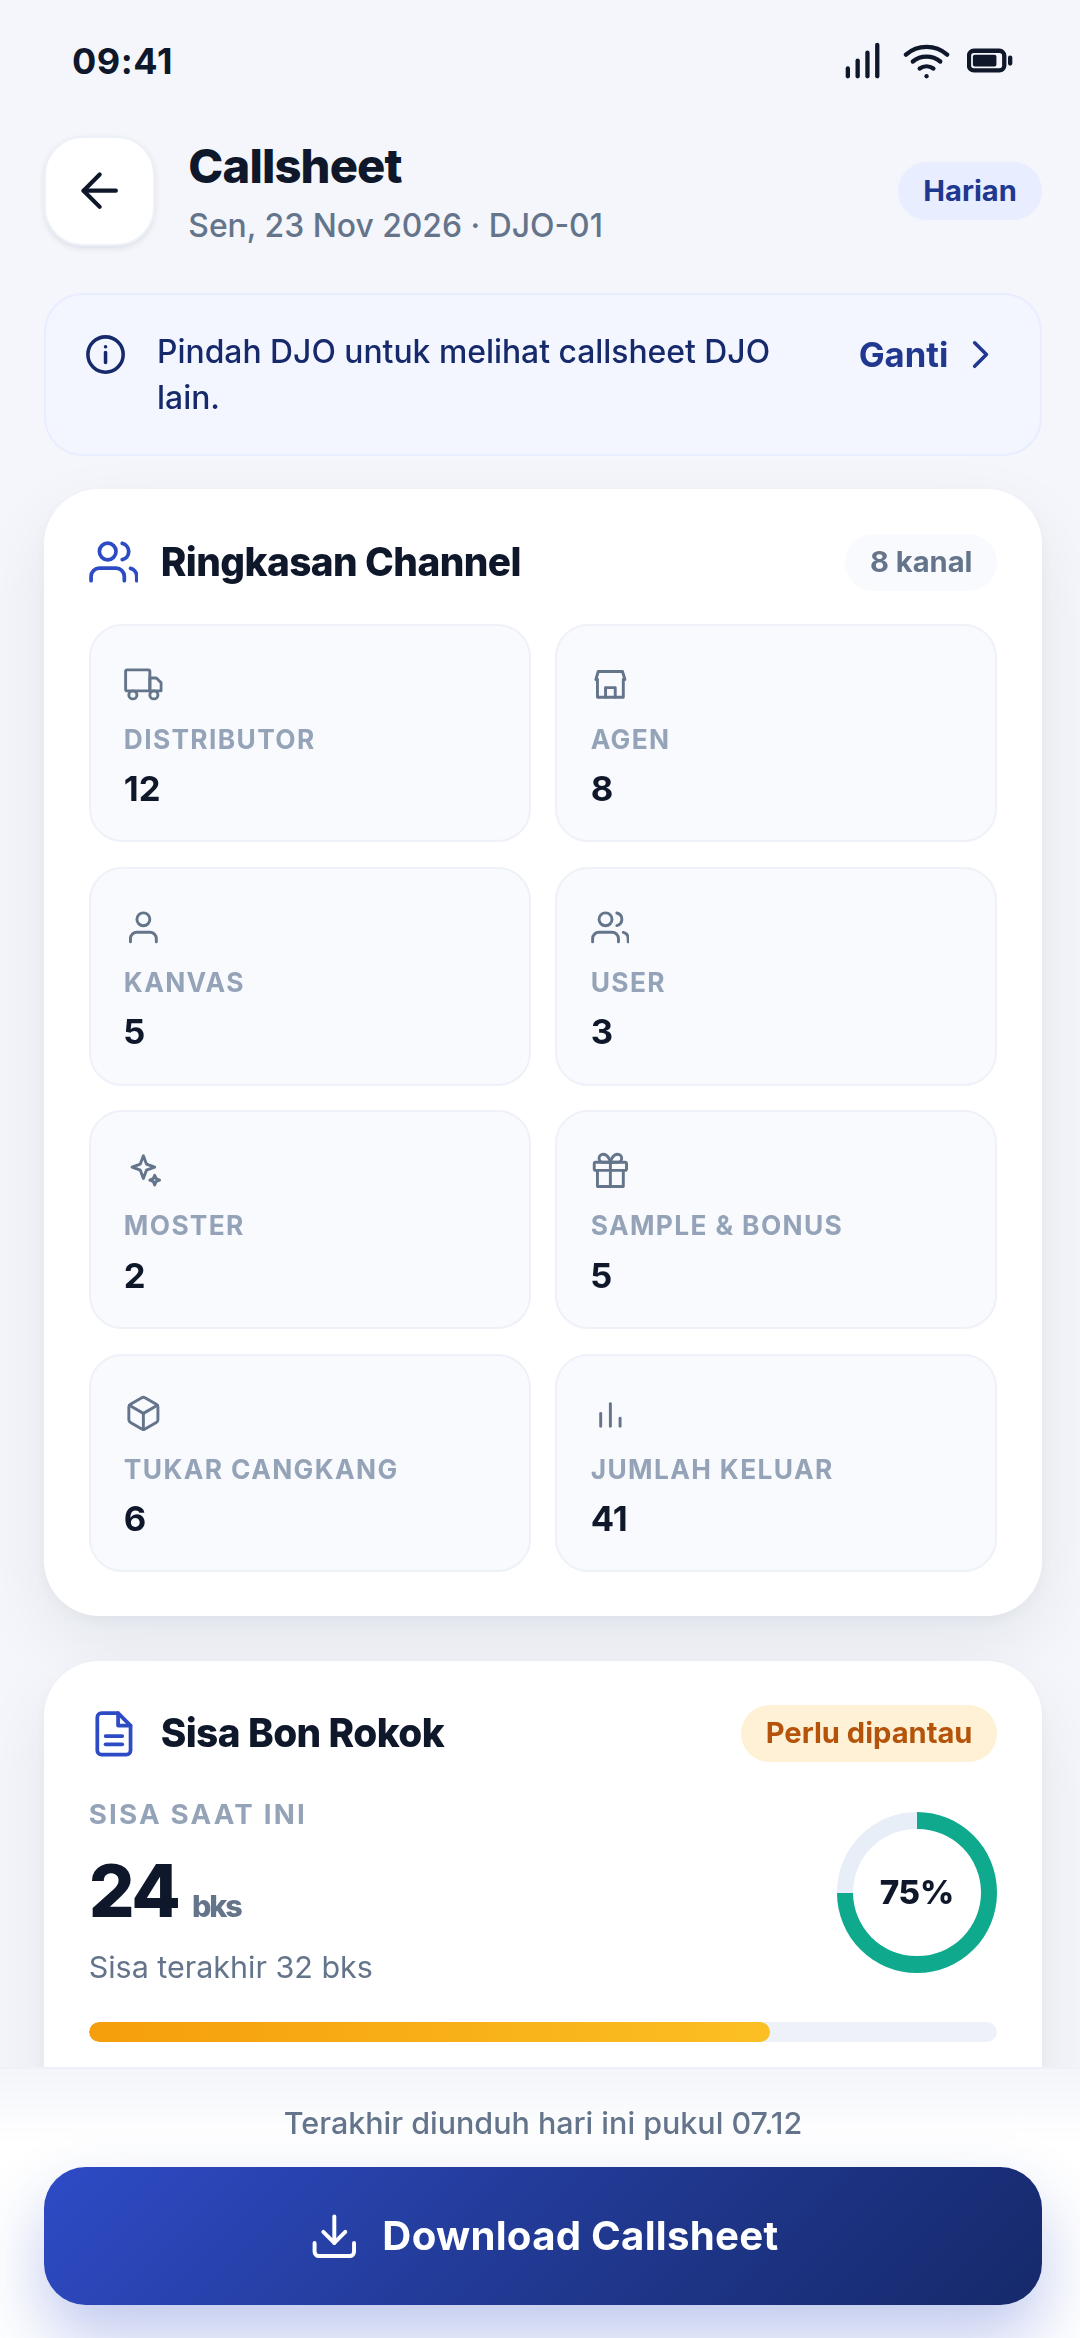 09:41
Callsheet
Sen, 23 Nov 2026 · DJO-01
Harian
Pindah DJO untuk melihat callsheet DJO
lain.
Ganti
Ringkasan Channel
8 kanal
DISTRIBUTOR
12
AGEN
8
KANVAS
5
USER
3
MOSTER
2
SAMPLE & BONUS
5
TUKAR CANGKANG
6
JUMLAH KELUAR
41
Sisa Bon Rokok
Perlu dipantau
SISA SAAT INI
24 bks
Sisa terakhir 32 bks
75%
Terakhir diunduh hari ini pukul 07.12
Download Callsheet